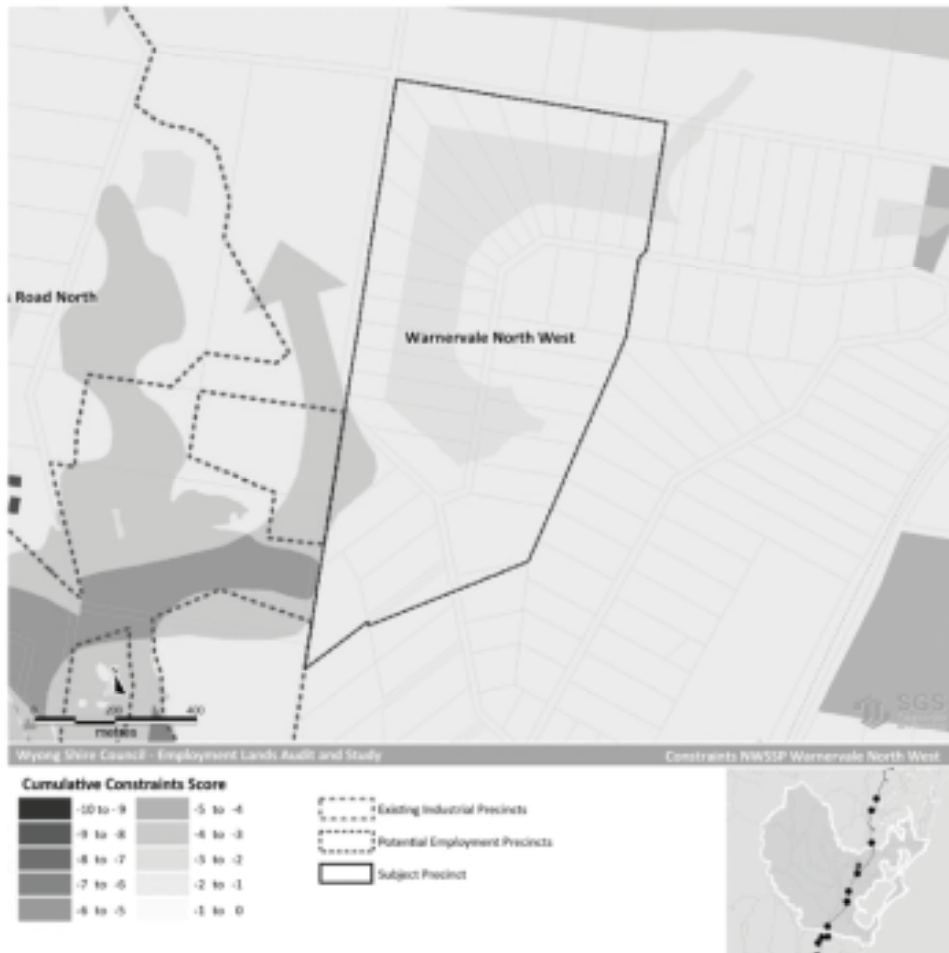 s Road North
Warnervale North West
0 200 400
metres
SGS
Wyong Shire Council - Employment Lands Audit and Study
Constraints NWSSP Warnervale North West
Cumulative Constraints Score
-10 to -9
-9 to -8
-8 to -7
-7 to -6
-6 to -5
-5 to -4
-4 to -3
-3 to -2
-2 to -1
-1 to 0
Existing Industrial Precincts
Potential Employment Precincts
Subject Precinct